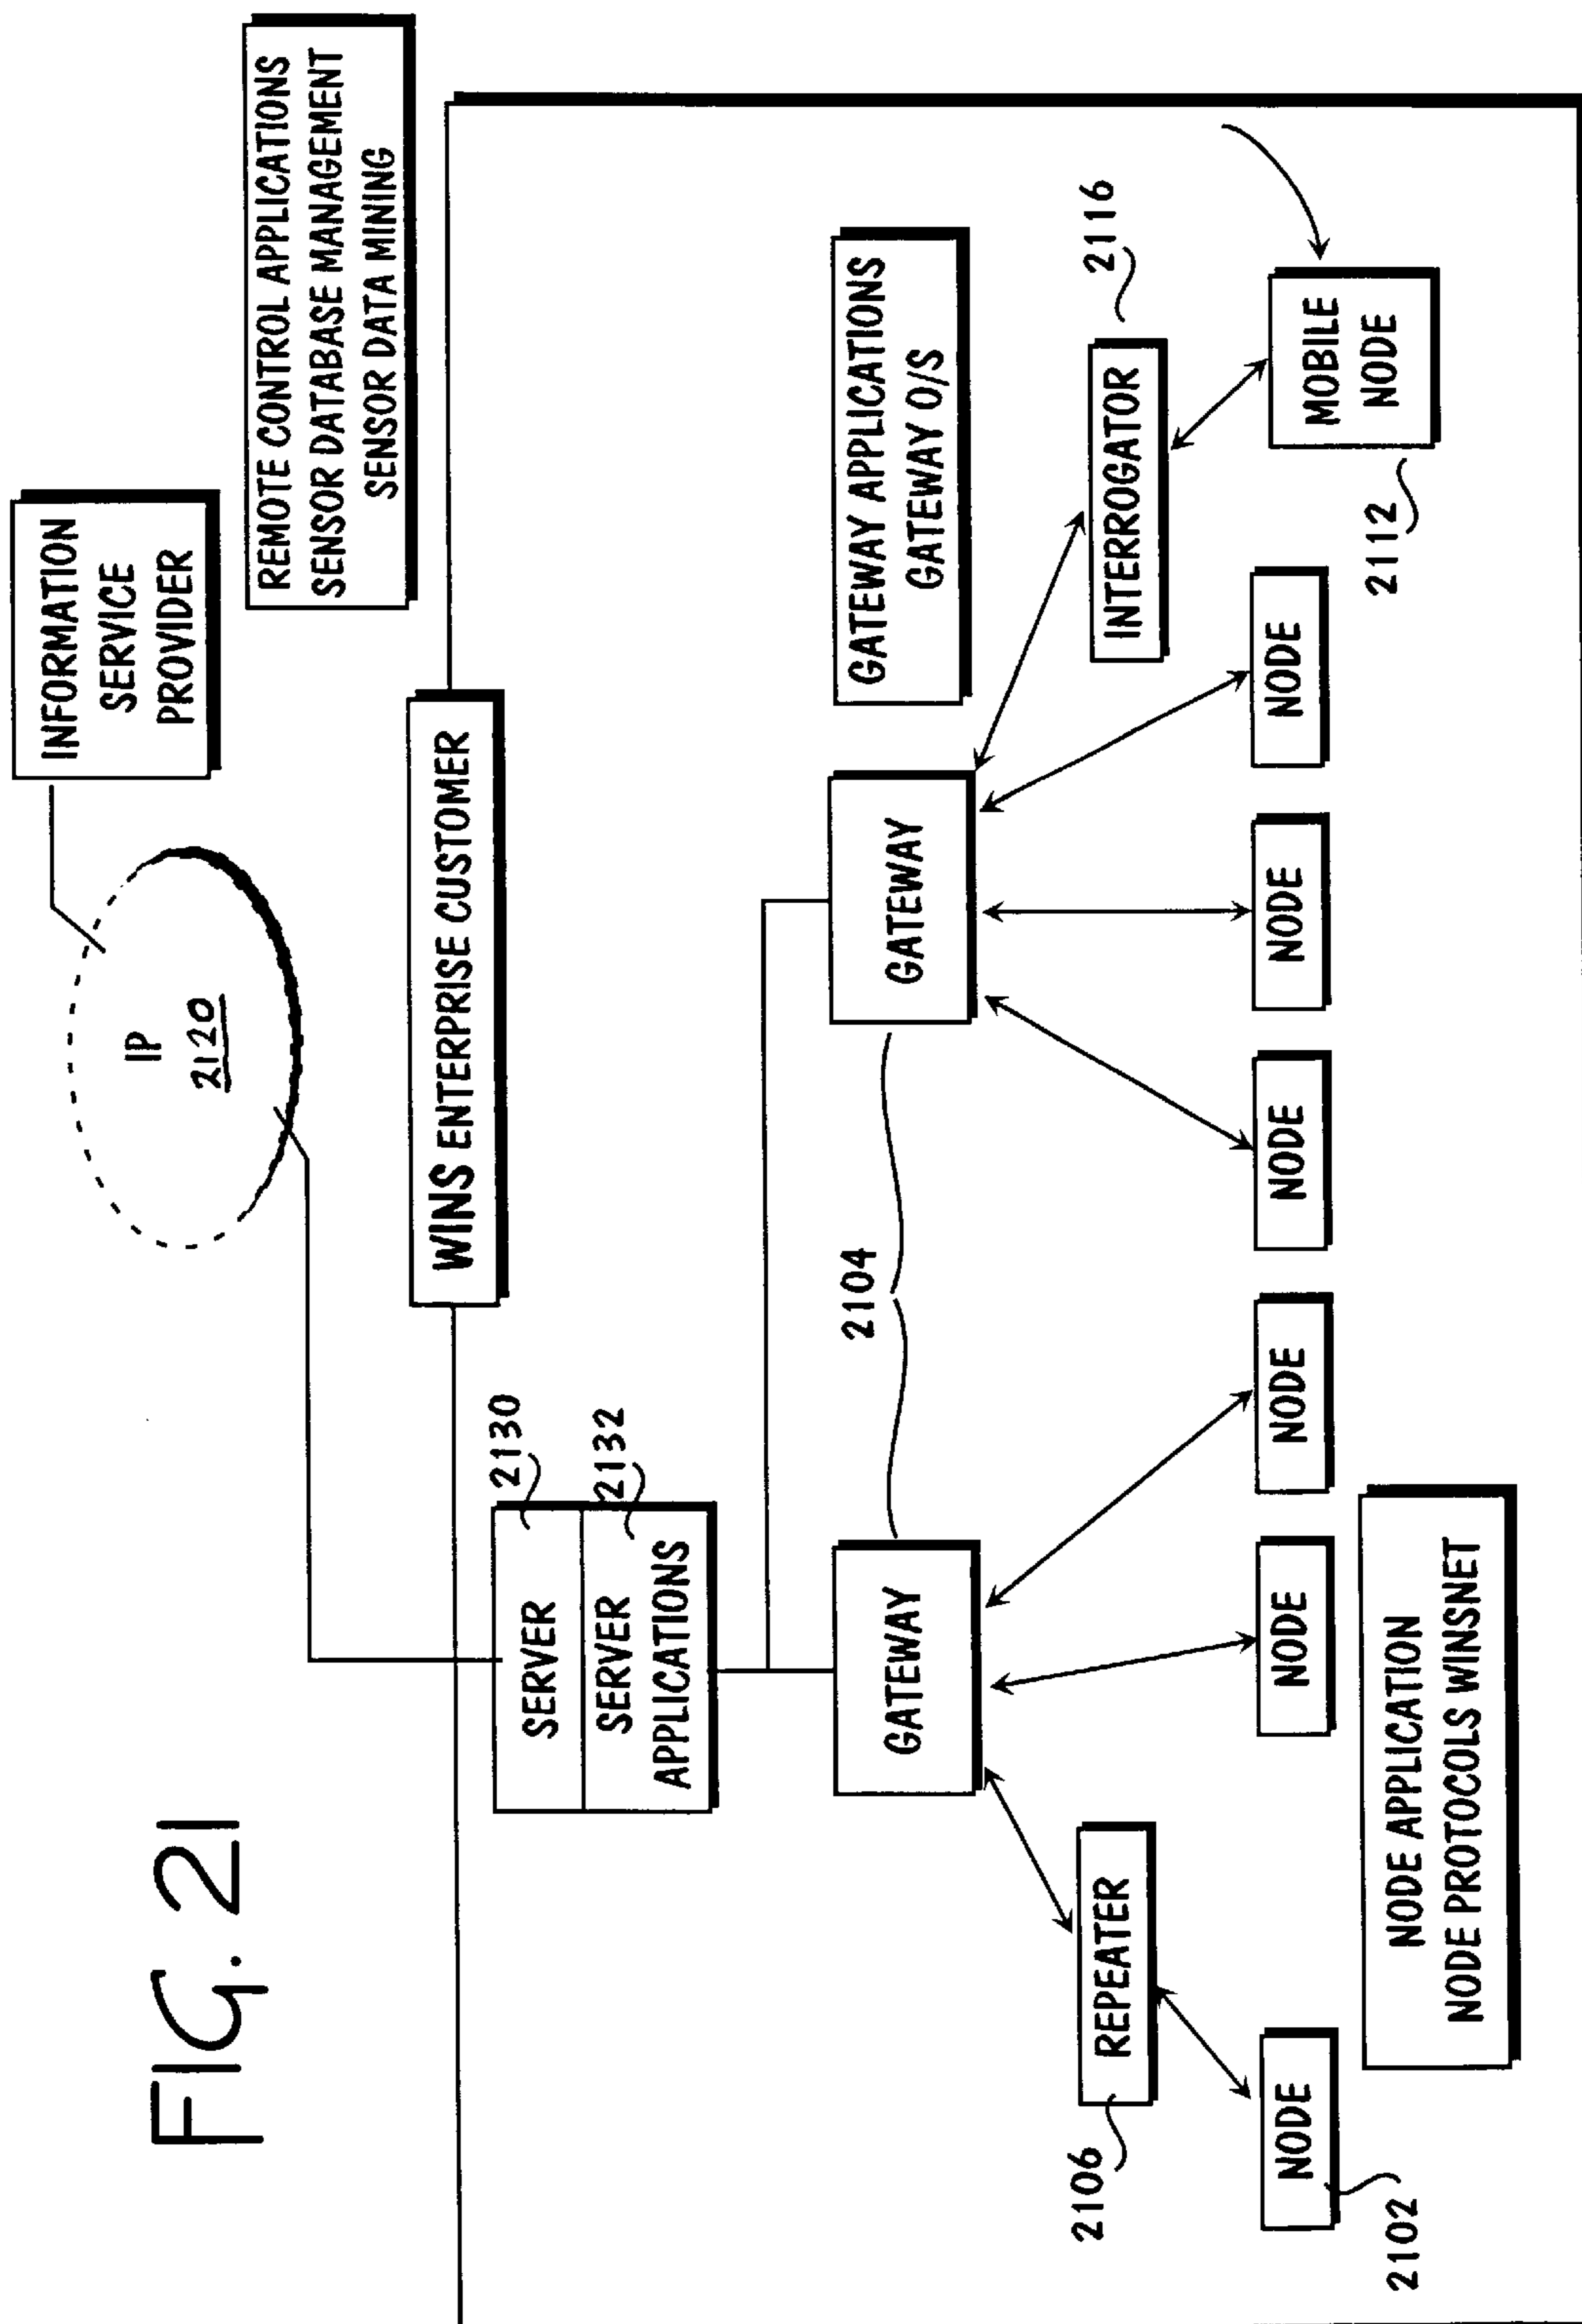 FIG. 21
INFORMATION
SERVICE
PROVIDER
IP
2120
REMOTE CONTROL APPLICATIONS
SENSOR DATABASE MANAGEMENT
SENSOR DATA MINING
WINS ENTERPRISE CUSTOMER
SERVER
2130
SERVER
APPLICATIONS
2132
2104
GATEWAY
GATEWAY
GATEWAY APPLICATIONS
GATEWAY O/S
2106
REPEATER
INTERROGATOR
2116
NODE
NODE
NODE
NODE
NODE
NODE
MOBILE
NODE
2102
2112
NODE APPLICATION
NODE PROTOCOLS WINSNET